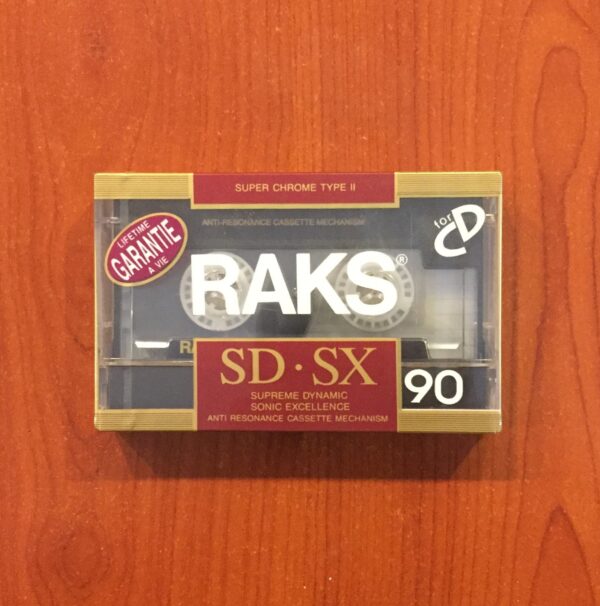 SUPER CHROME TYPE II
ANTI-RESONANCE CASSETTE MECHANISM
for CD
LIFETIME
GARANTIE
A VIE
RAKS®
RA
SD·SX
SUPREME DYNAMIC
SONIC EXCELLENCE
ANTI RESONANCE CASSETTE MECHANISM
90